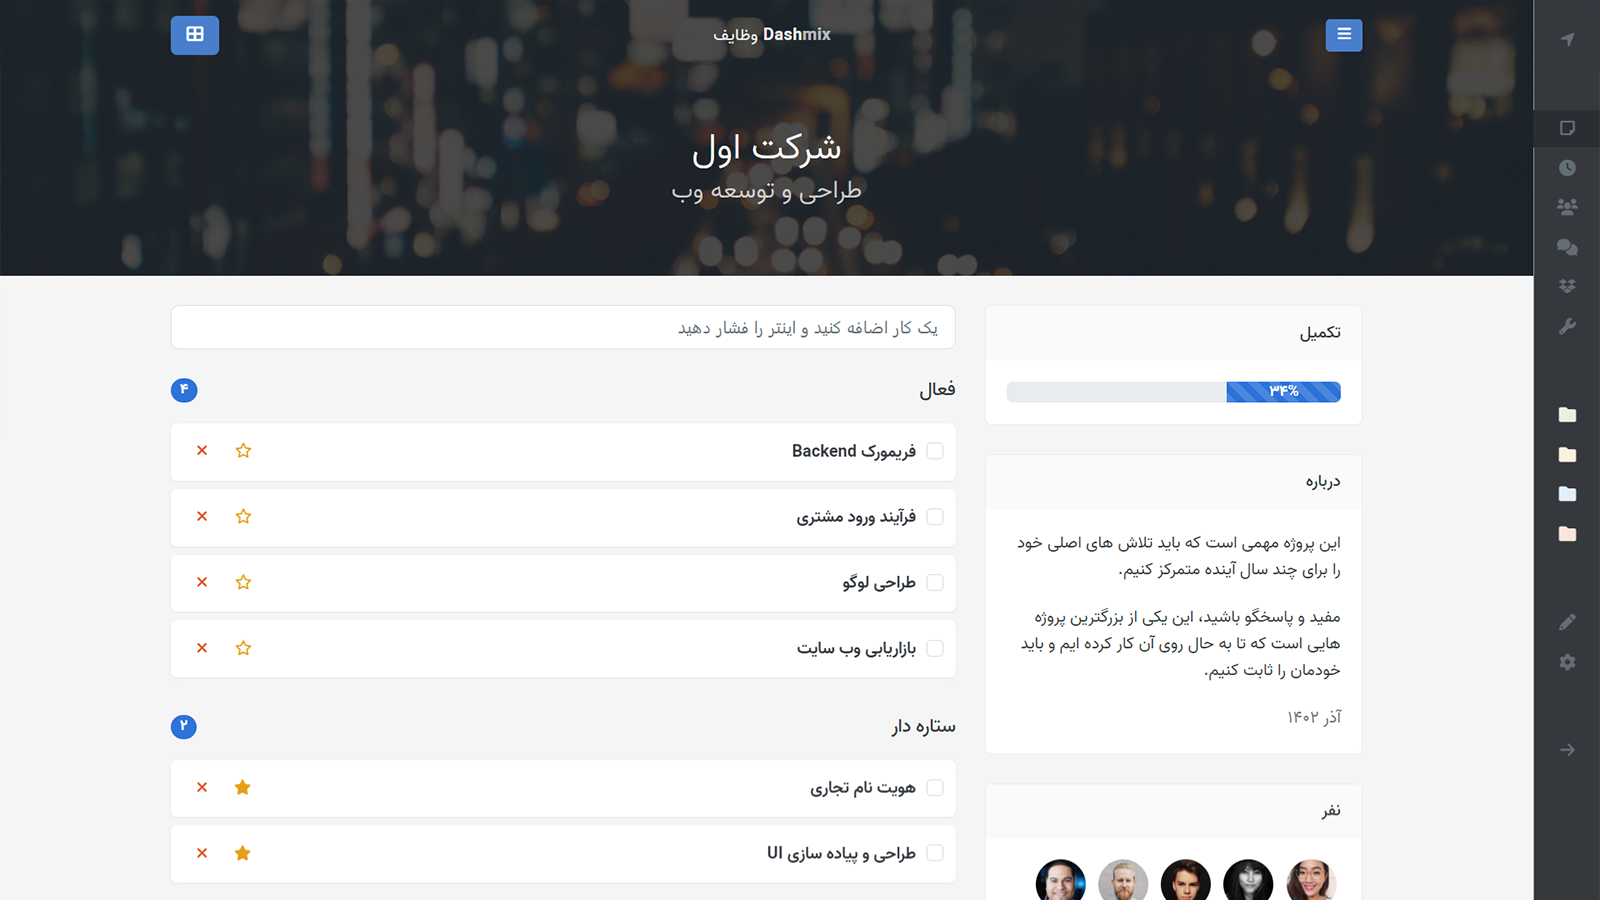 Dashmix وظایف
شرکت اول
طراحی و توسعه وب
تکمیل
۳۴%
درباره
این پروژه مهمی است که باید تلاش های اصلی خود
را برای چند سال آینده متمرکز کنیم.
مفید و پاسخگو باشید، این یکی از بزرگترین پروژه
هایی است که تا به حال روی آن کار کرده ایم و باید
خودمان را ثابت کنیم.
آذر ۱۴۰۲
نفر
یک کار اضافه کنید و اینتر را فشار دهید
فعال
۴
فریمورک Backend
فرآیند ورود مشتری
طراحی لوگو
بازاریابی وب سایت
ستاره دار
۲
هویت نام تجاری
طراحی و پیاده سازی UI